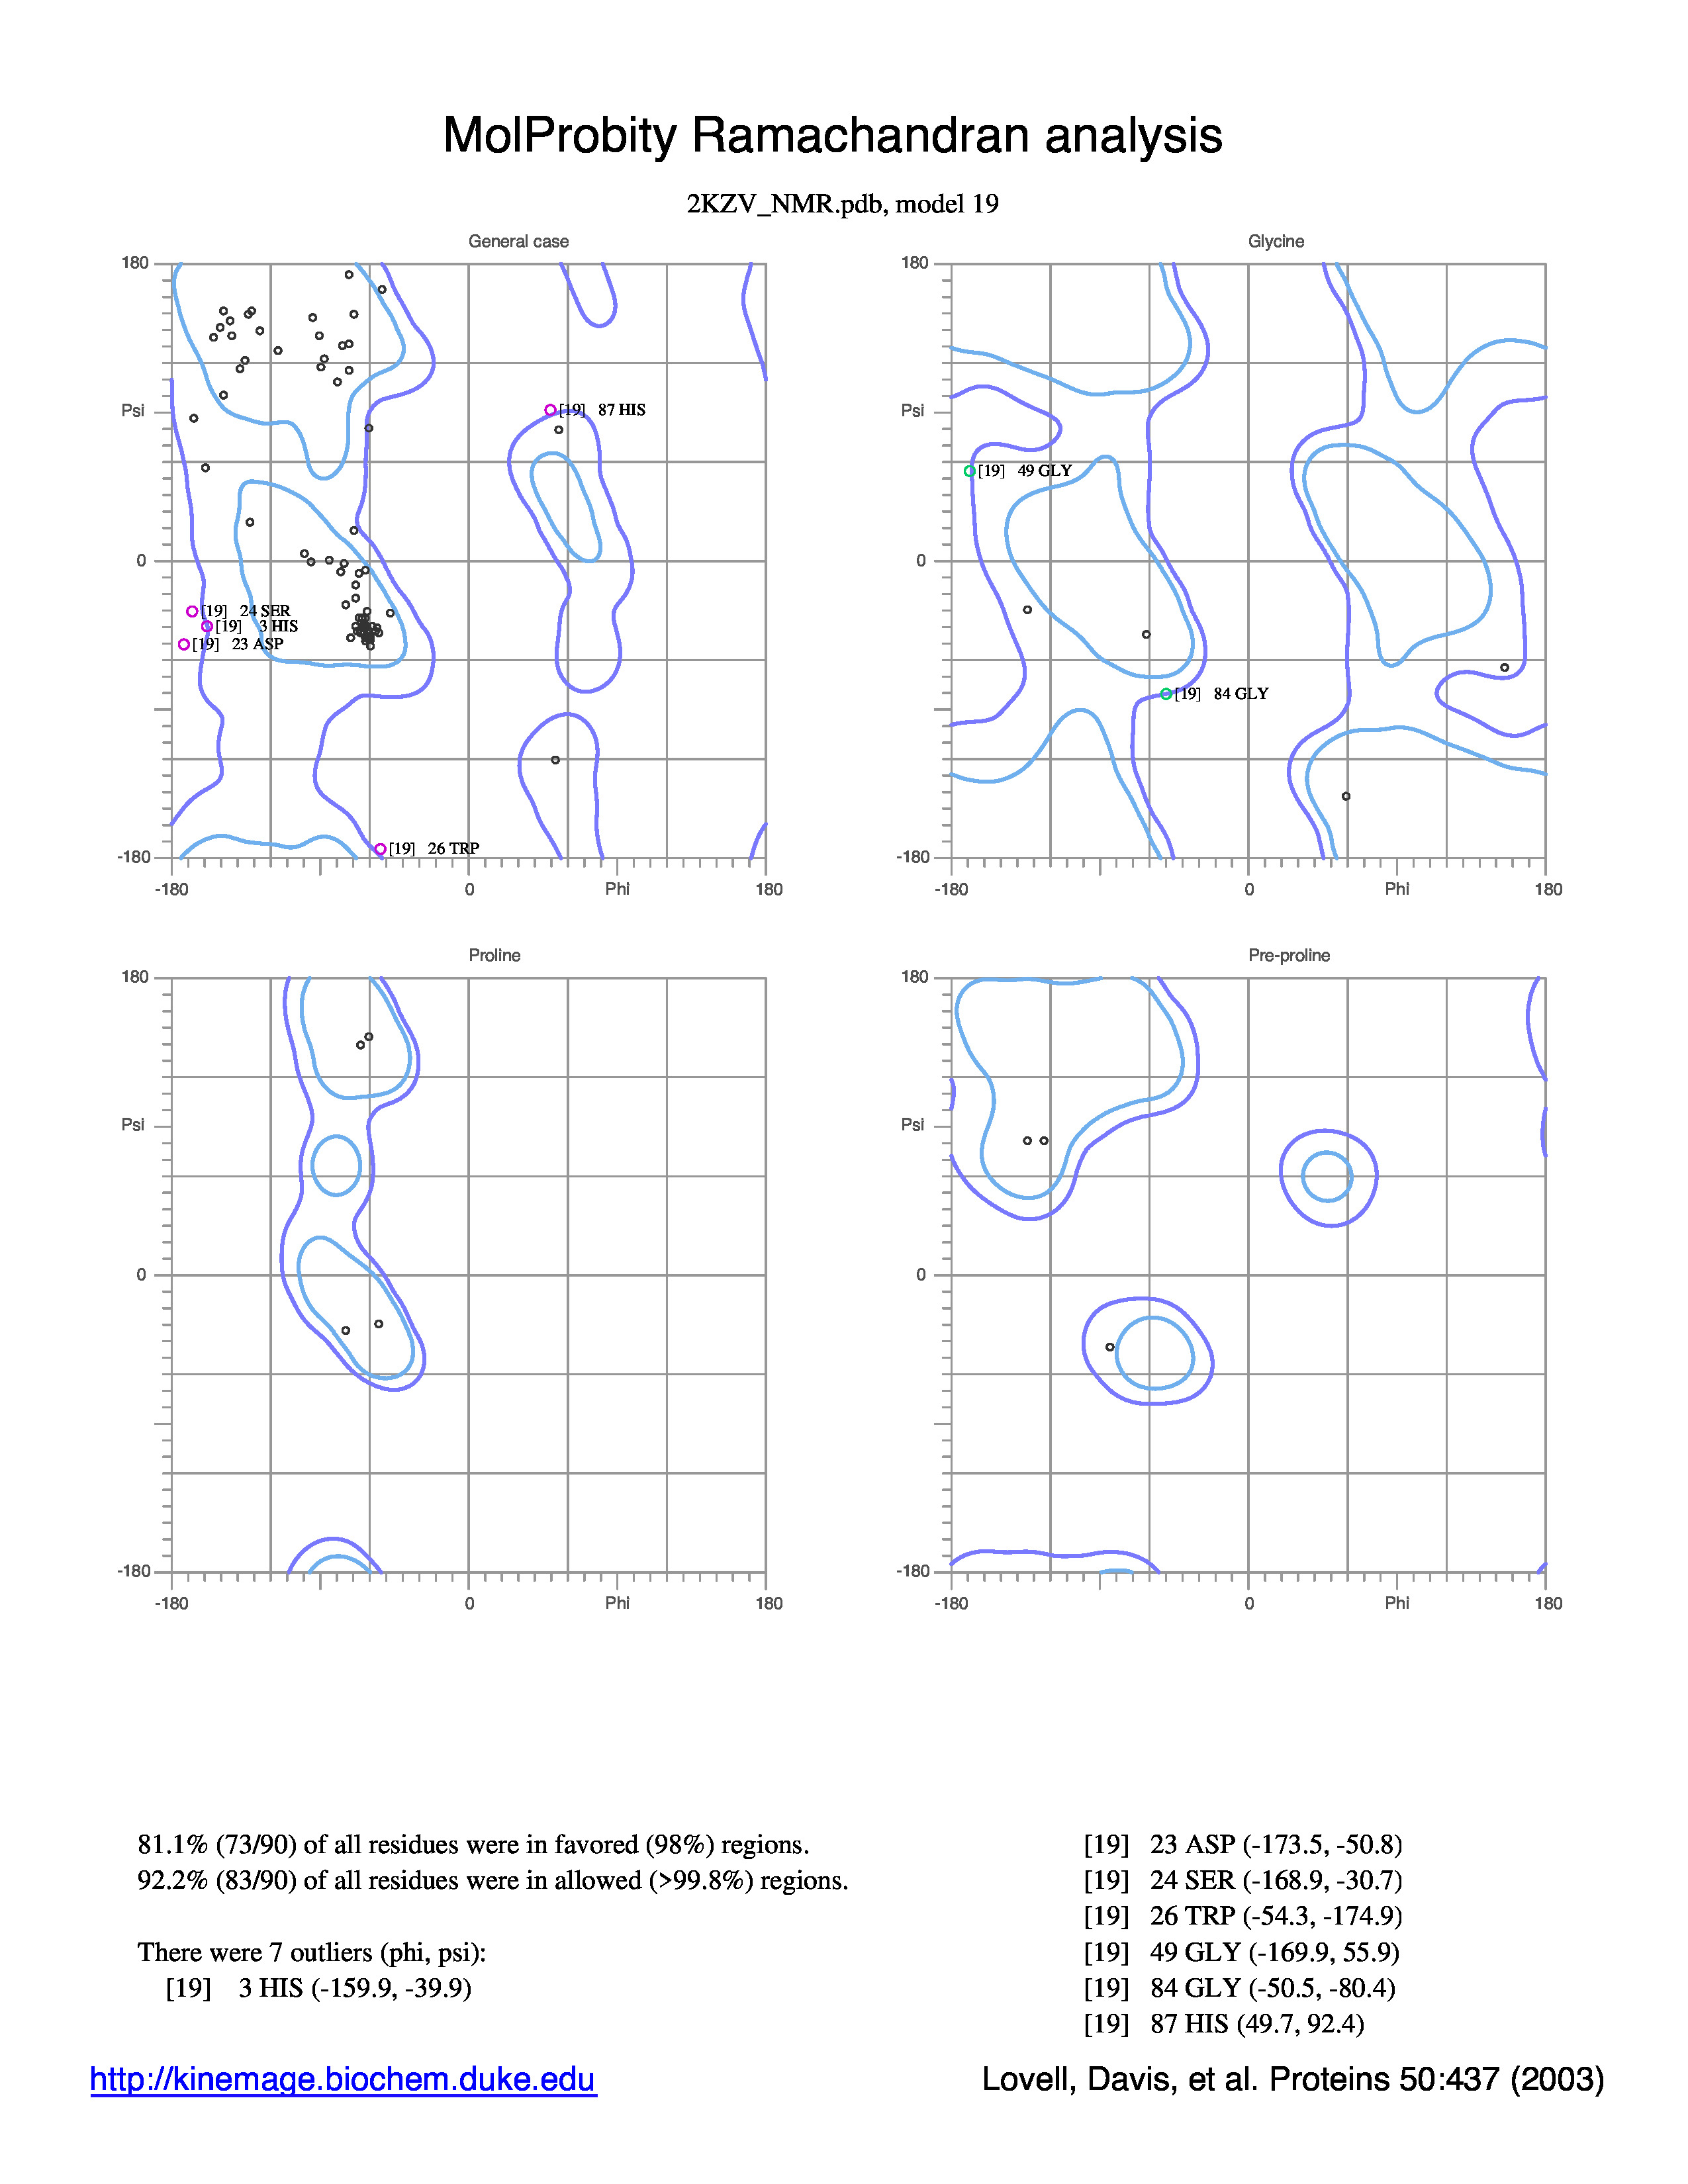 MolProbity Ramachandran analysis
2KZV_NMR.pdb, model 19
General case
180
Psi
0
-180
-180
0
Phi
180
[19] 87 HIS
[19] 24 SER
[19] 3 HIS
[19] 23 ASP
[19] 26 TRP
Glycine
180
Psi
0
-180
-180
0
Phi
180
[19] 49 GLY
[19] 84 GLY
Proline
180
Psi
0
-180
-180
0
Phi
180
Pre-proline
180
Psi
0
-180
-180
0
Phi
180
81.1% (73/90) of all residues were in favored (98%) regions.
92.2% (83/90) of all residues were in allowed (>99.8%) regions.
There were 7 outliers (phi, psi):
[19] 3 HIS (-159.9, -39.9)
[19] 23 ASP (-173.5, -50.8)
[19] 24 SER (-168.9, -30.7)
[19] 26 TRP (-54.3, -174.9)
[19] 49 GLY (-169.9, 55.9)
[19] 84 GLY (-50.5, -80.4)
[19] 87 HIS (49.7, 92.4)
http://kinemage.biochem.duke.edu
Lovell, Davis, et al. Proteins 50:437 (2003)